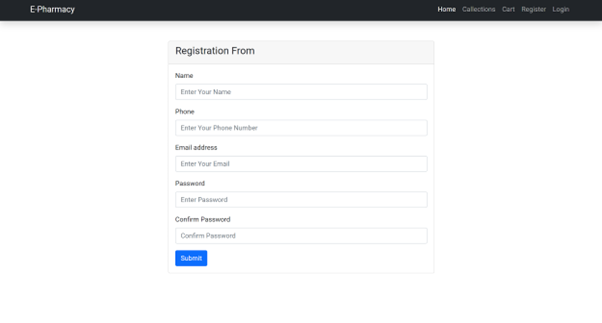 E-Pharmacy Home Collections Cart Register Login
Registration From
Name
Enter Your Name
Phone
Enter Your Phone Number
Email address
Enter Your Email
Password
Enter Password
Confirm Password
Confirm Password
Submit